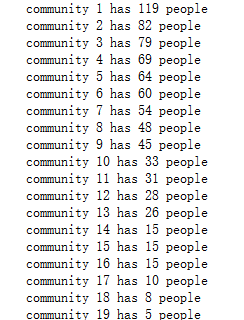 community 1 has 119 people
community 2 has 82 people
community 3 has 79 people
community 4 has 69 people
community 5 has 64 people
community 6 has 60 people
community 7 has 54 people
community 8 has 48 people
community 9 has 45 people
community 10 has 33 people
community 11 has 31 people
community 12 has 28 people
community 13 has 26 people
community 14 has 15 people
community 15 has 15 people
community 16 has 15 people
community 17 has 10 people
community 18 has 8 people
community 19 has 5 people